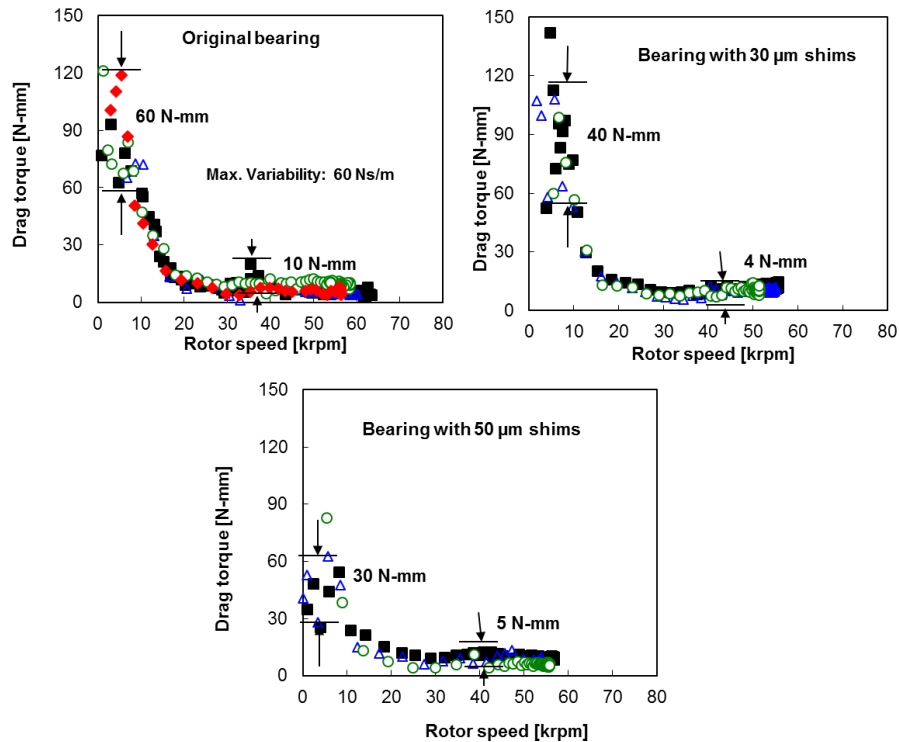 Original bearing
Drag torque [N-mm]
150
120
90
60
30
0
60 N-mm
Max. Variability: 60 Ns/m
10 N-mm
0 10 20 30 40 50 60 70 80
Rotor speed [krpm]
Bearing with 30 µm shims
Drag torque [N-mm]
150
120
90
60
30
0
40 N-mm
4 N-mm
0 10 20 30 40 50 60 70 80
Rotor speed [krpm]
Bearing with 50 µm shims
Drag torque [N-mm]
150
120
90
60
30
0
30 N-mm
5 N-mm
0 10 20 30 40 50 60 70 80
Rotor speed [krpm]